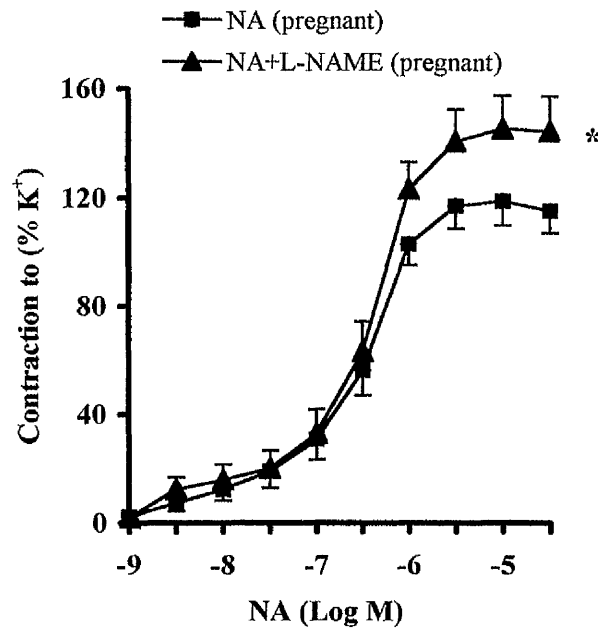 NA (pregnant)
NA+L-NAME (pregnant)
160
120
80
40
0
*
Contraction to (% K⁺)
-9 -8 -7 -6 -5
NA (Log M)